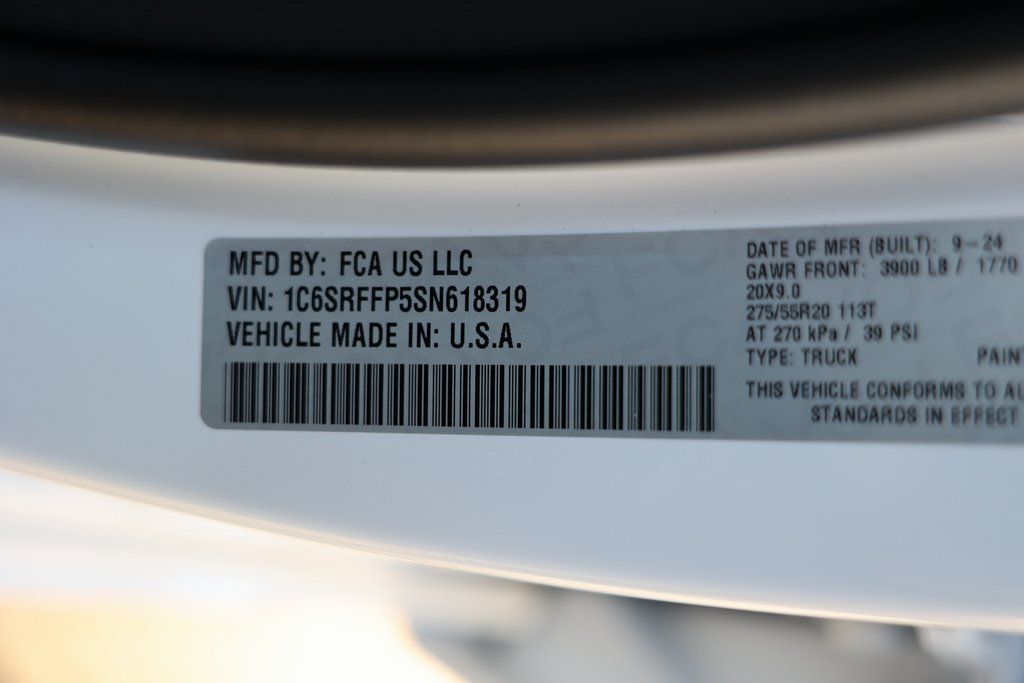 MFD BY: FCA US LLC
VIN: 1C6SRFFP5SN618319
VEHICLE MADE IN: U.S.A.
DATE OF MFR (BUILT): 9-24
GAWR FRONT: 3900 LB / 1770
20X9.0
275/55R20 113T
AT 270 kPa / 39 PSI
TYPE: TRUCK PAIN
THIS VEHICLE CONFORMS TO AL
STANDARDS IN EFFECT